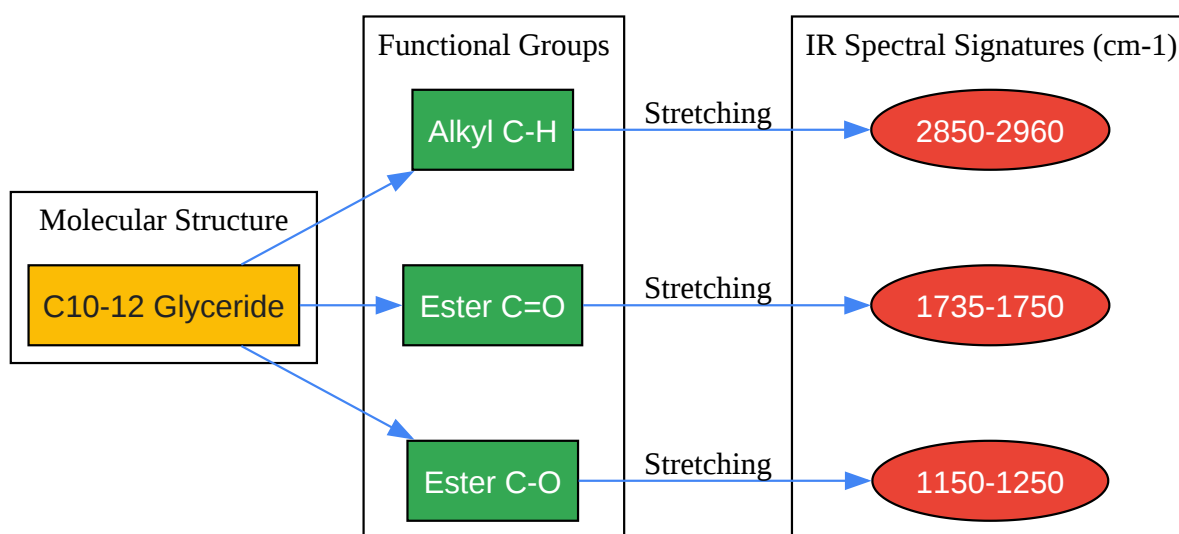 Functional Groups
IR Spectral Signatures (cm-1)
Alkyl C-H
Stretching
2850-2960
Molecular Structure
C10-12 Glyceride
Ester C=O
Stretching
1735-1750
Ester C-O
Stretching
1150-1250